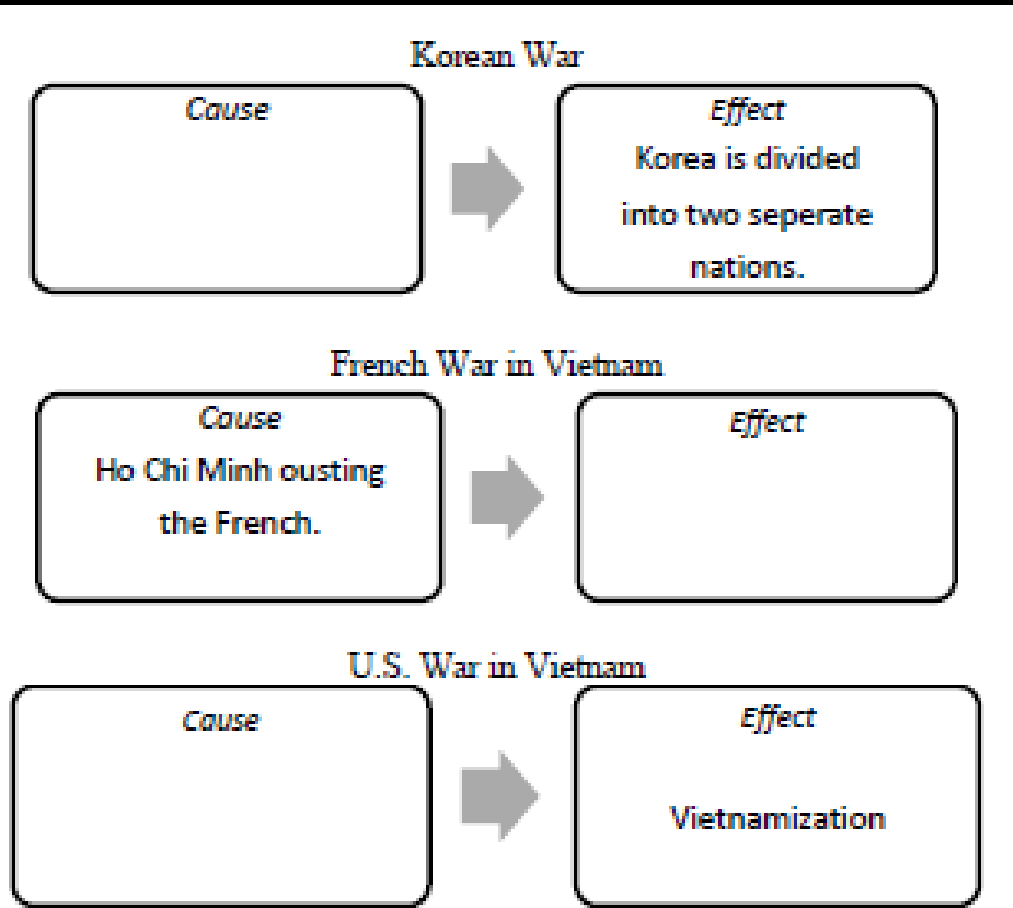 Korean War
Cause
Effect
Korea is divided
into two seperate
nations.
French War in Vietnam
Cause
Ho Chi Minh ousting
the French.
Effect
U.S. War in Vietnam
Cause
Effect
Vietnamization